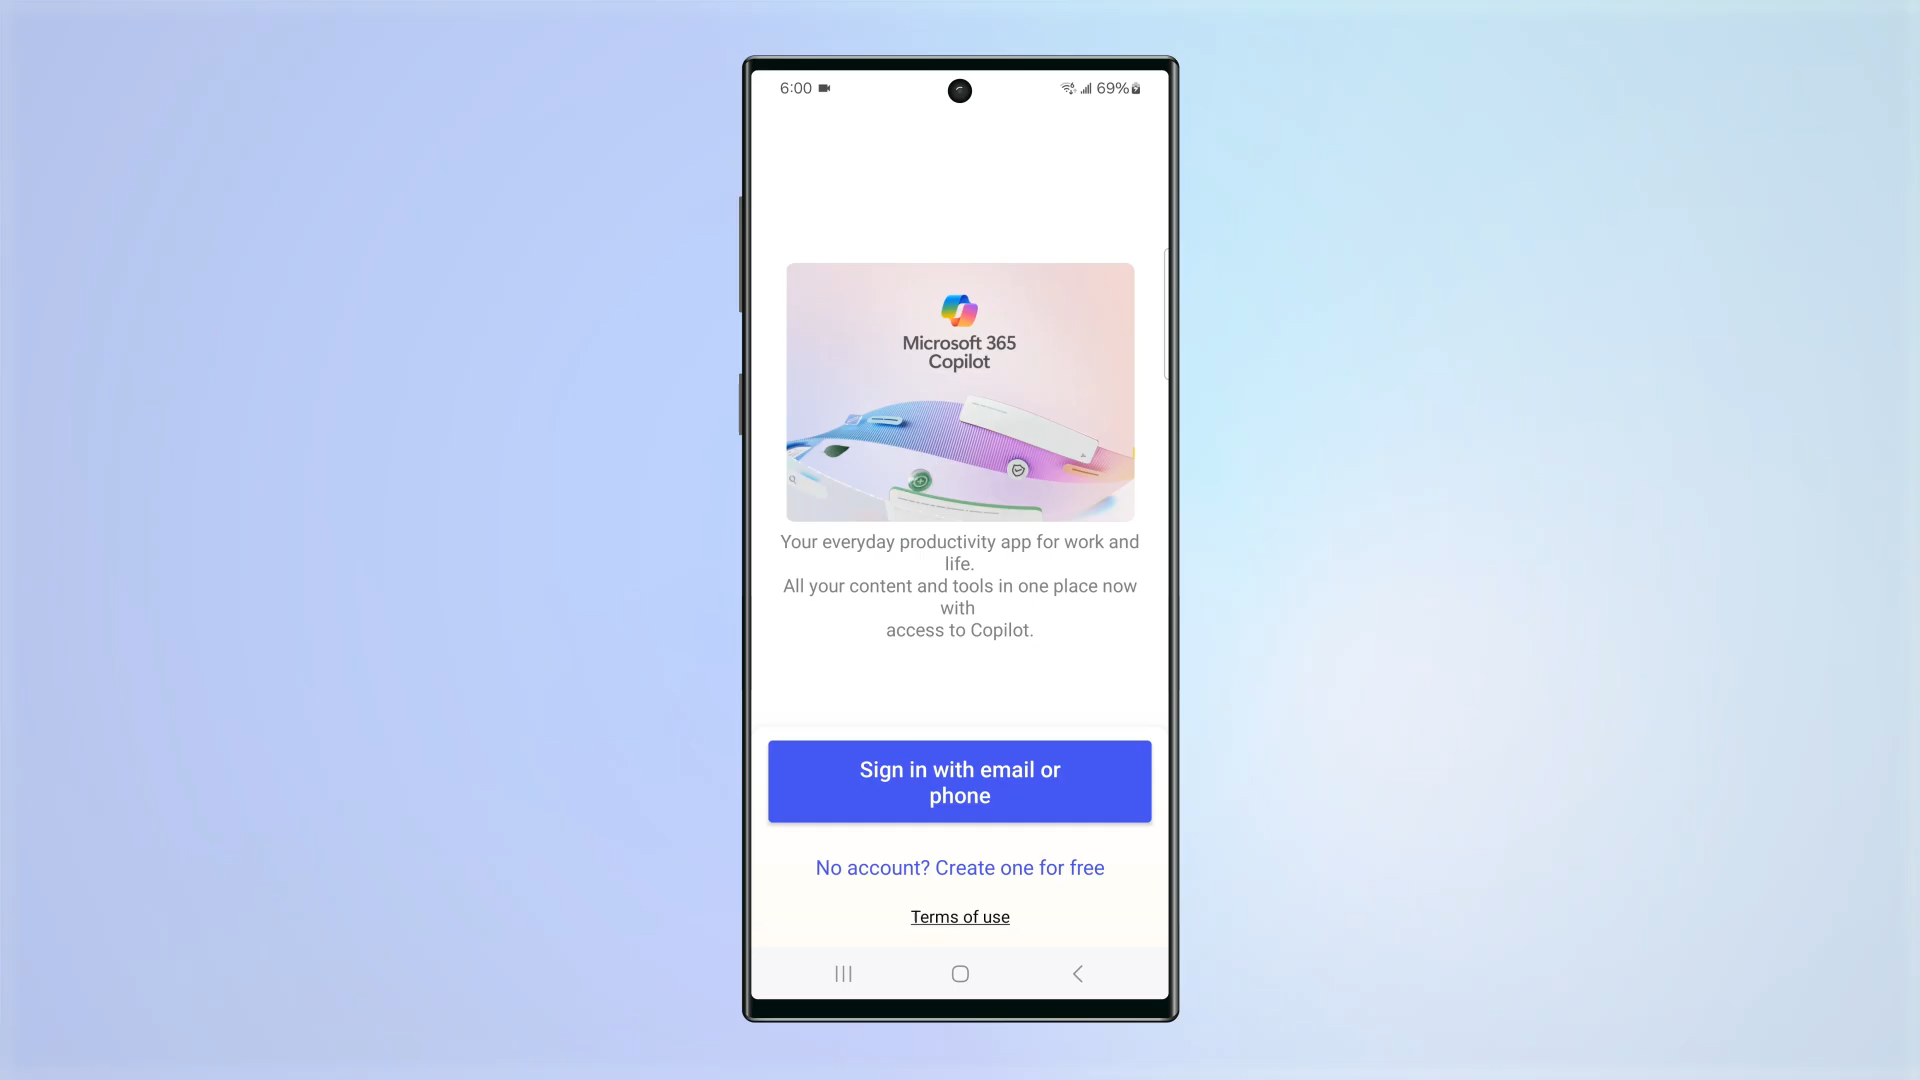 6:00 69%
Microsoft 365
Copilot
Your everyday productivity app for work and
life.
All your content and tools in one place now
with
access to Copilot.
Sign in with email or
phone
No account? Create one for free
Terms of use